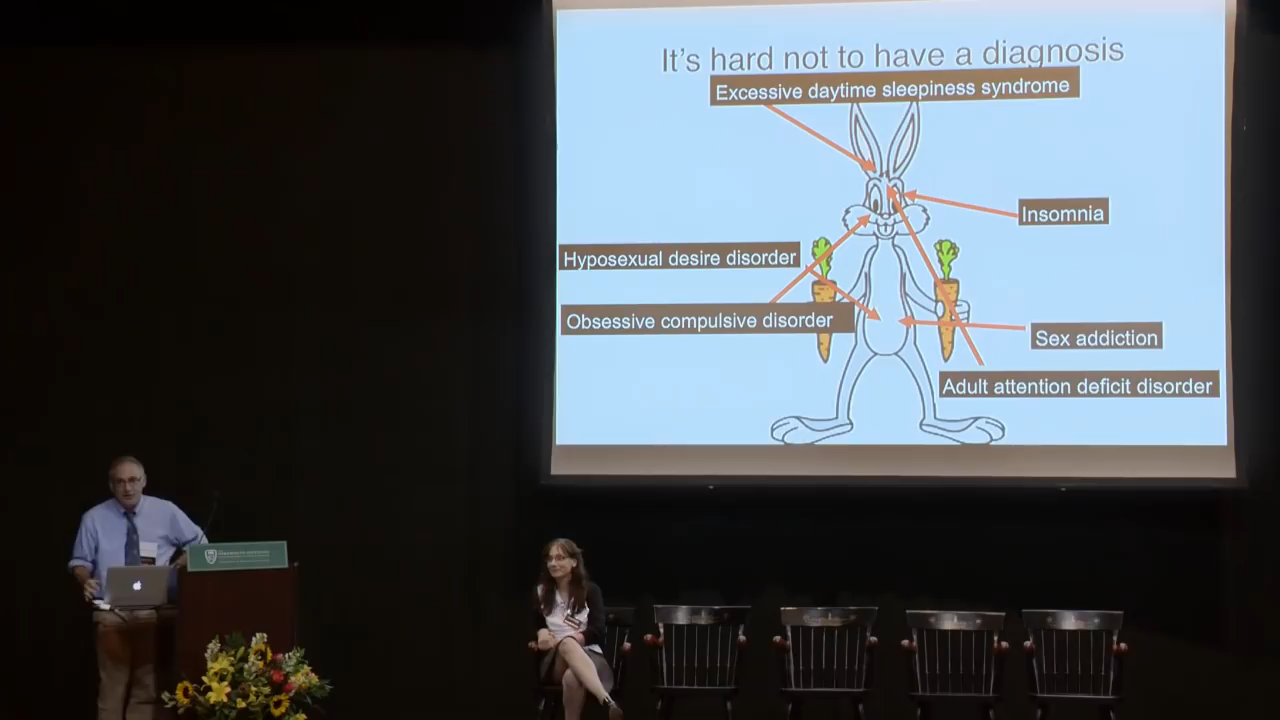 It's hard not to have a diagnosis
Excessive daytime sleepiness syndrome
Insomnia
Hyposexual desire disorder
Obsessive compulsive disorder
Sex addiction
Adult attention deficit disorder